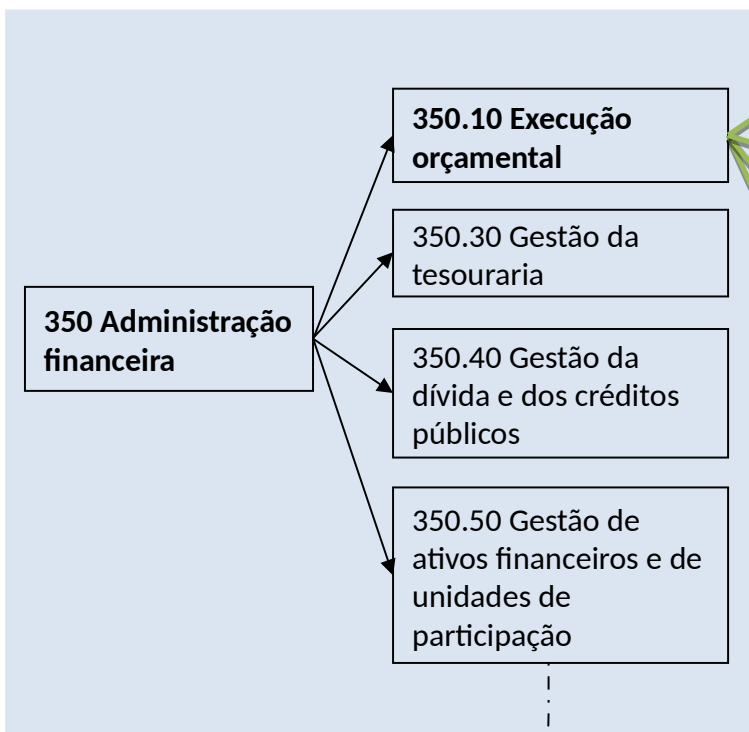 350.10 Execução
orçamental
350.30 Gestão da
tesouraria
350 Administração
financeira
350.40 Gestão da
dívida e dos créditos
públicos
350.50 Gestão de
ativos financeiros e de
unidades de
participação